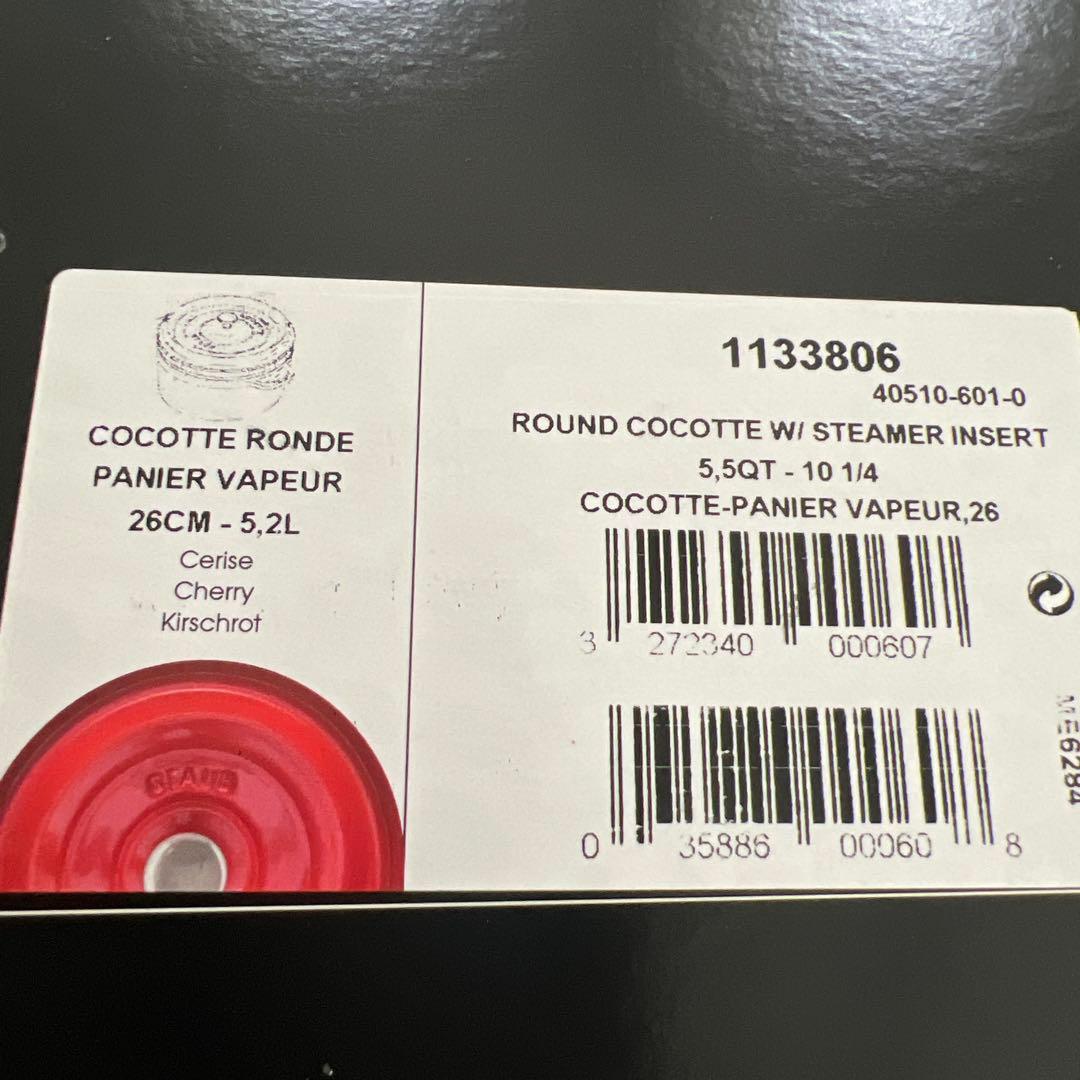 COCOTTE RONDE
PANIER VAPEUR
26CM - 5,2L
Cerise
Cherry
Kirschrot
STAUB
1133806
40510-601-0
ROUND COCOTTE W/ STEAMER INSERT
5,5QT - 10 1/4
COCOTTE-PANIER VAPEUR,26
3 272340 000607
0 35886 00060 8
ME6284